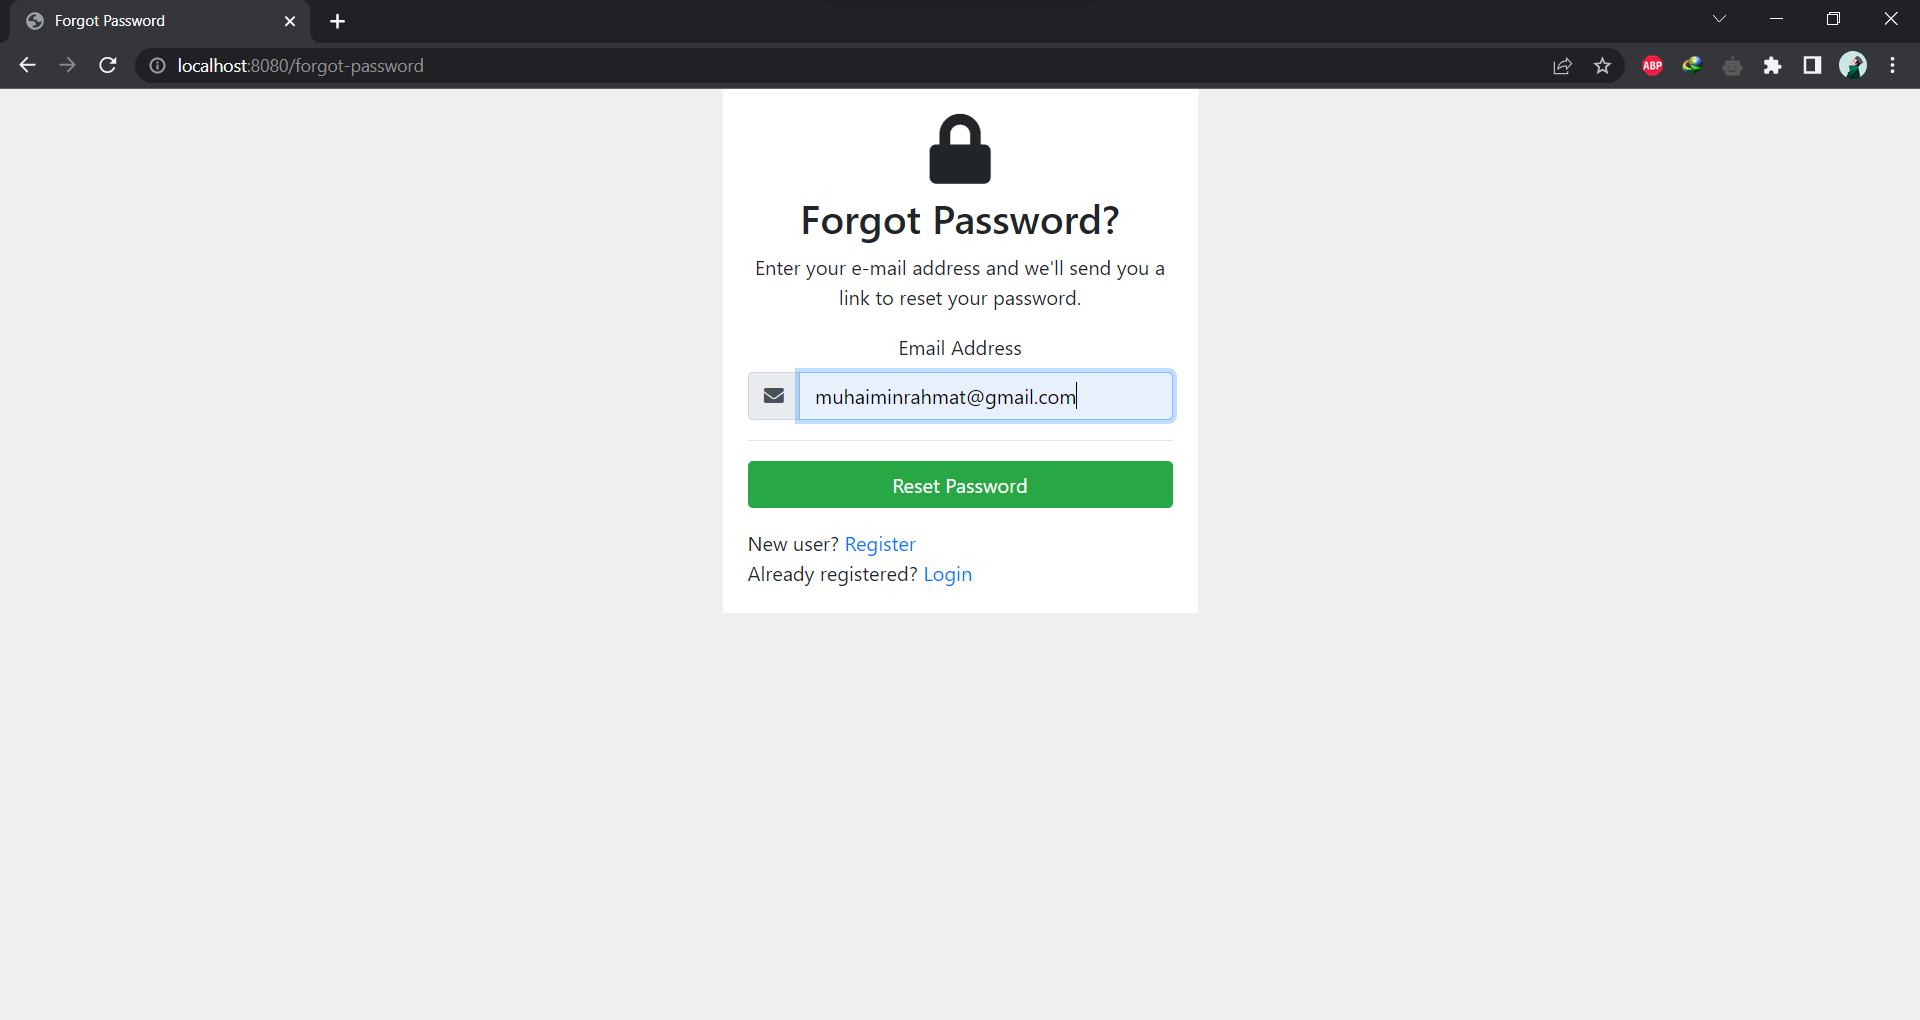 Forgot Password
localhost:8080/forgot-password
ABP
Forgot Password?
Enter your e-mail address and we'll send you a
link to reset your password.
Email Address
muhaiminrahmat@gmail.com
Reset Password
New user? Register
Already registered? Login